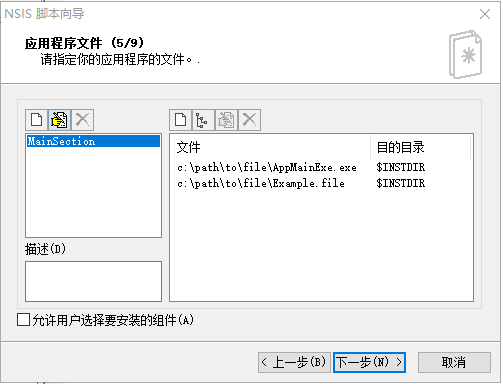 NSIS 脚本向导
应用程序文件 (5/9)
请指定你的应用程序的文件。.
MainSection
描述(D)
文件 目的目录
c:\path\to\file\AppMainExe.exe $INSTDIR
c:\path\to\file\Example.file $INSTDIR
允许用户选择要安装的组件(A)
< 上一步(B) 下一步(N) > 取消